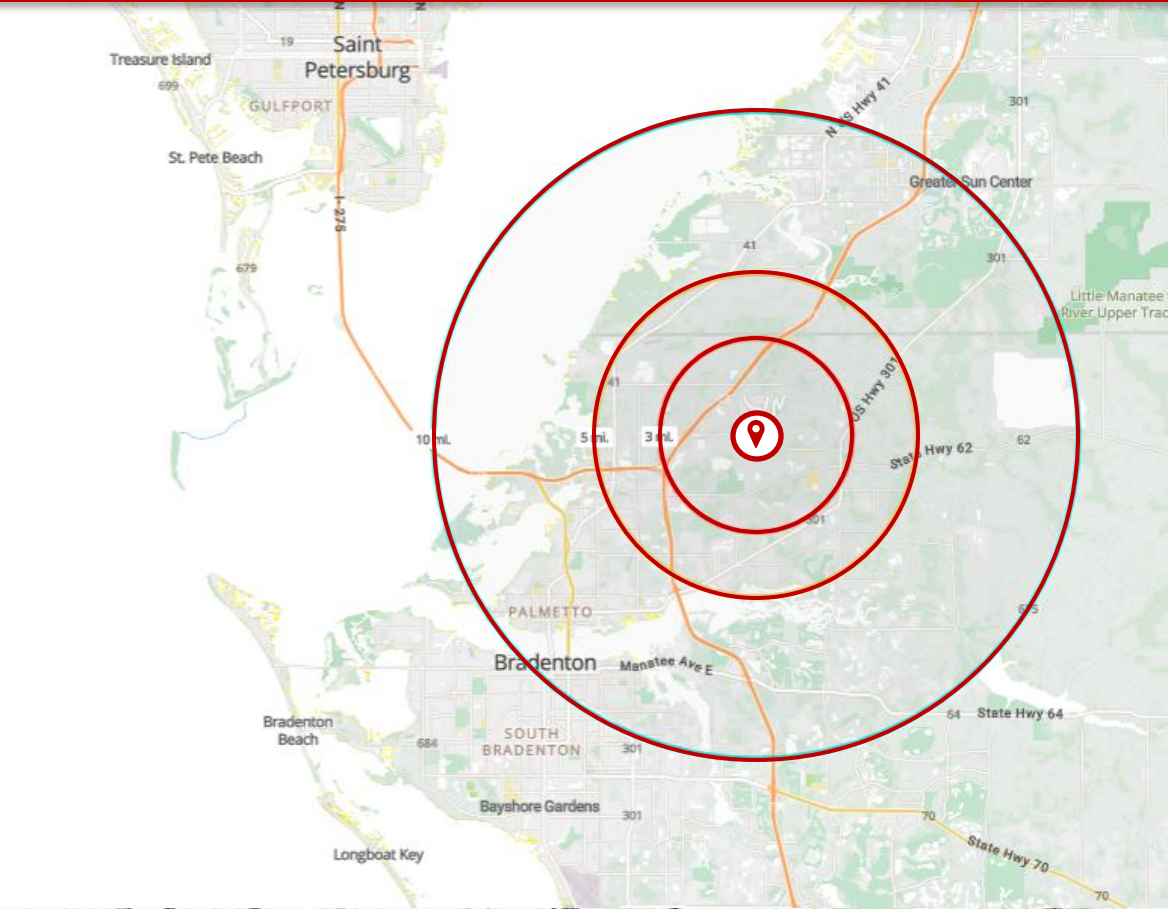 N
N
19
Saint
Petersburg
Treasure Island
699
GULFPORT
N US Hwy 41
301
St. Pete Beach
Greater Sun Center
I-275
41
301
679
Little Manatee
River Upper Trac
41
US Hwy 301
10 mi.
5 mi.
3 mi.
State Hwy 62
62
301
675
PALMETTO
Bradenton
Manatee Ave E
64
State Hwy 64
Bradenton
Beach
684
SOUTH
BRADENTON
301
Bayshore Gardens
301
70
State Hwy 70
Longboat Key
70